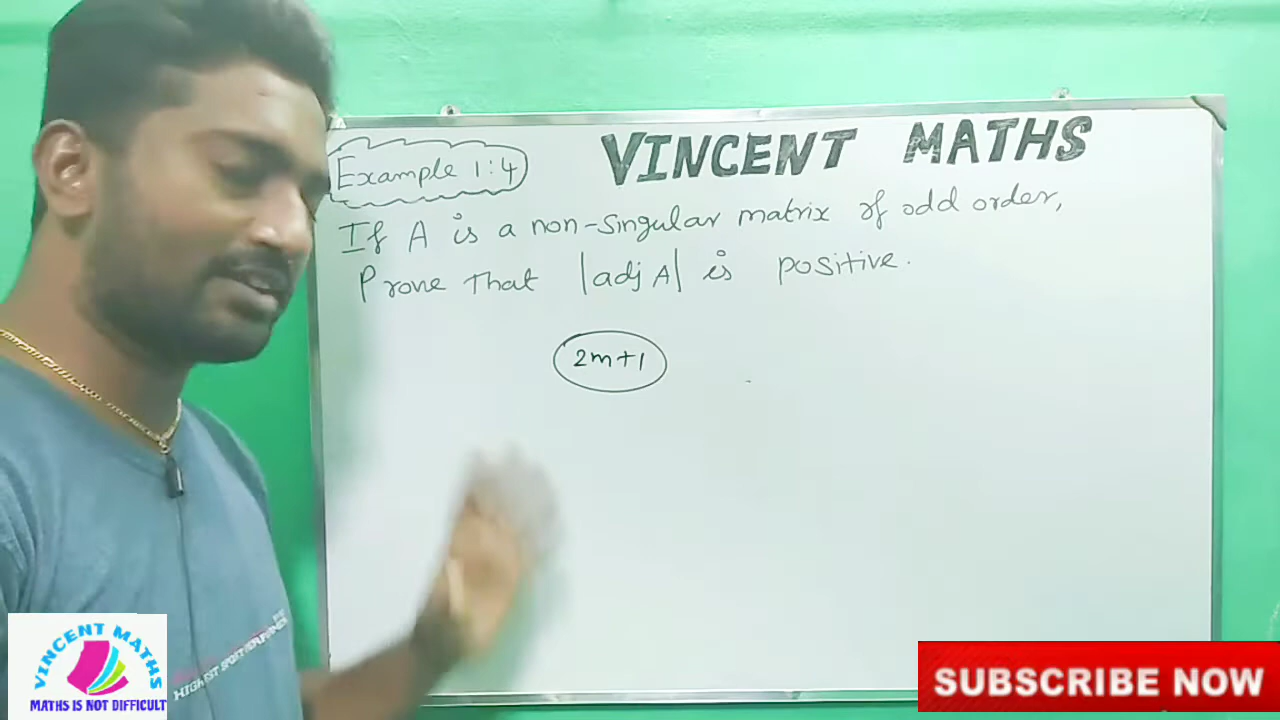 VINCENT MATHS
Example 1:4
If A is a non-singular matrix of odd order,
Prove that |adj A| is positive.
2m+1
VINCENT MATHS
MATHS IS NOT DIFFICULT
SUBSCRIBE NOW